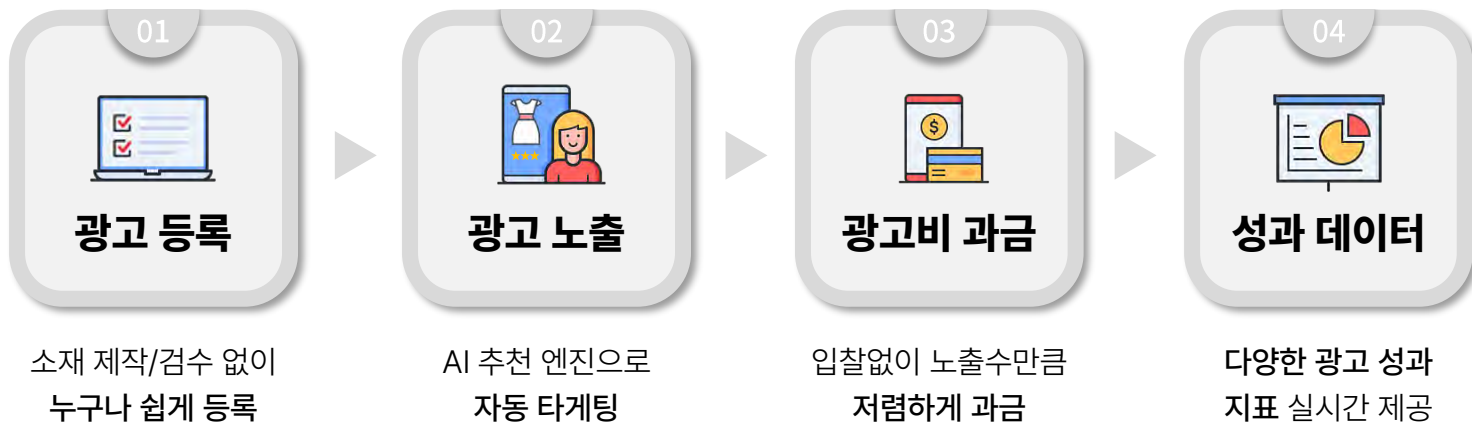 01
광고 등록
소재 제작/검수 없이
누구나 쉽게 등록
02
광고 노출
AI 추천 엔진으로
자동 타게팅
03
$
광고비 과금
입찰없이 노출수만큼
저렴하게 과금
04
성과 데이터
다양한 광고 성과
지표 실시간 제공